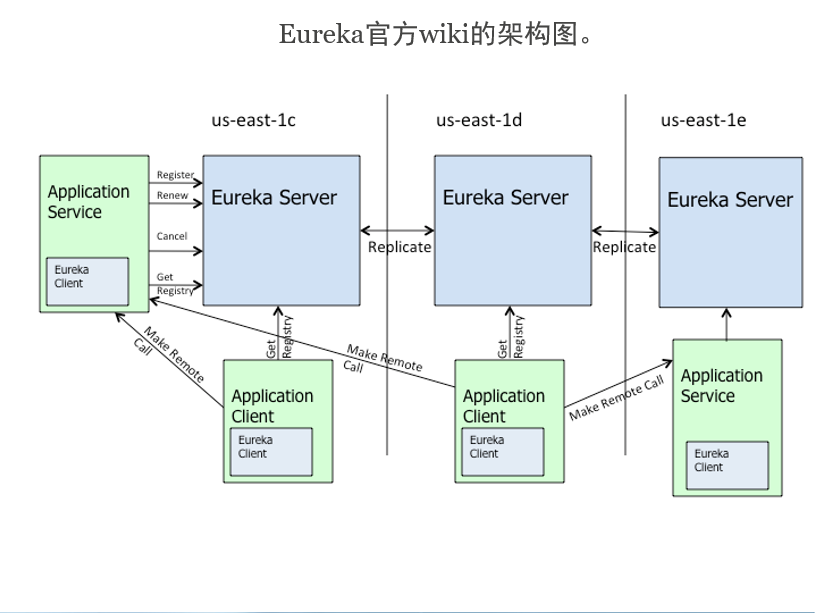 Eureka官方wiki的架构图。
us-east-1c
us-east-1d
us-east-1e
Application
Service
Eureka
Client
Register
Renew
Cancel
Get
Registry
Eureka Server
Replicate
Eureka Server
Replicate
Eureka Server
Make Remote
Call
Get
Registry
Make Remote
Call
Get
Registry
Make Remote Call
Application
Client
Eureka
Client
Application
Client
Eureka
Client
Application
Service
Eureka
Client